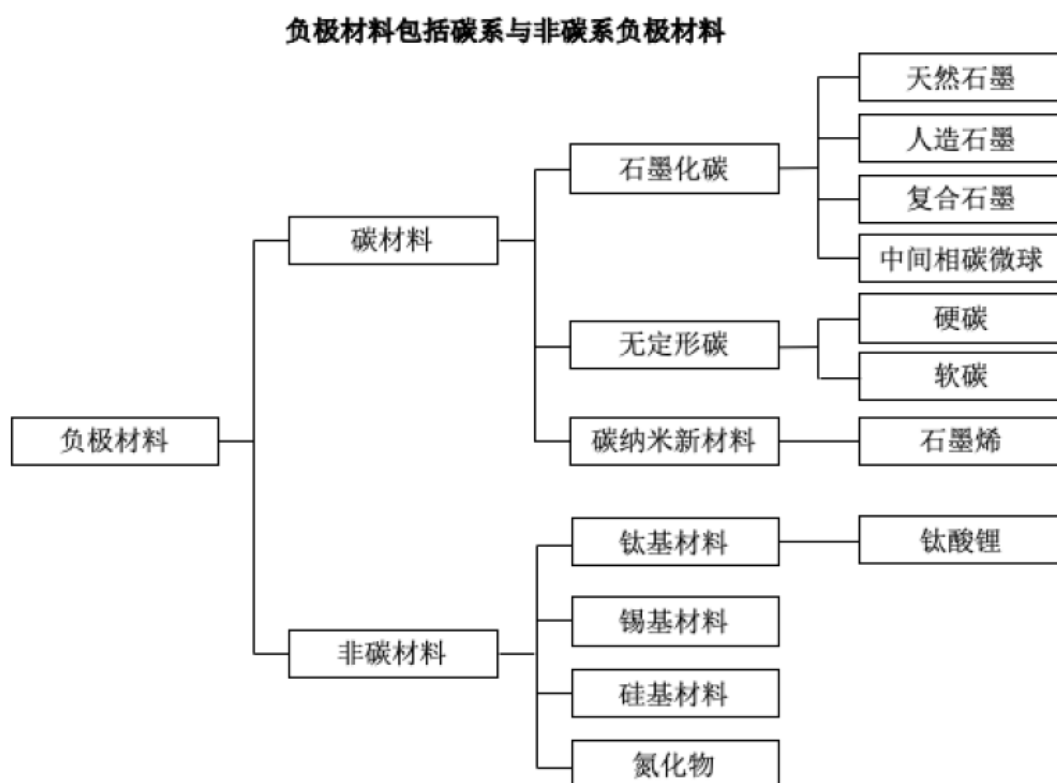 负极材料包括碳系与非碳系负极材料
天然石墨
人造石墨
石墨化碳
复合石墨
碳材料
中间相碳微球
硬碳
无定形碳
软碳
负极材料
碳纳米新材料
石墨烯
钛基材料
钛酸锂
锡基材料
非碳材料
硅基材料
氮化物